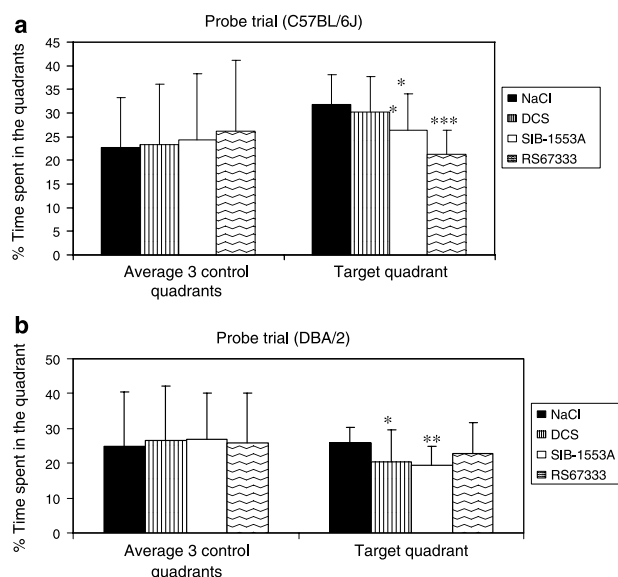 a
Probe trial (C57BL/6J)
% Time spent in the quadrants
45
40
35
30
25
20
15
10
5
0
*
*
***
Average 3 control
quadrants
Target quadrant
NaCl
DCS
SIB-1553A
RS67333
b
Probe trial (DBA/2)
% Time spent in the quadrant
50
40
30
20
10
0
*
**
Average 3 control
quadrants
Target quadrant
NaCl
DCS
SIB-1553A
RS67333